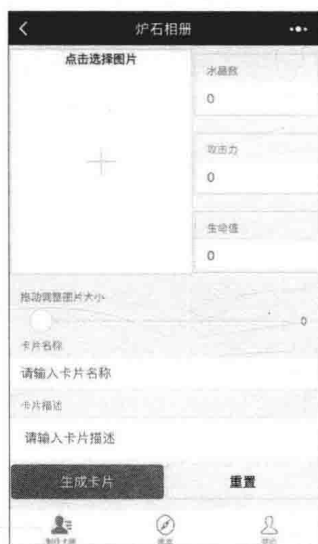 炉石相册
点击选择图片
水晶数
0
攻击力
0
生命值
0
拖动调整图片大小
0
卡片名称
请输入卡片名称
卡片描述
请输入卡片描述
生成卡片
重置